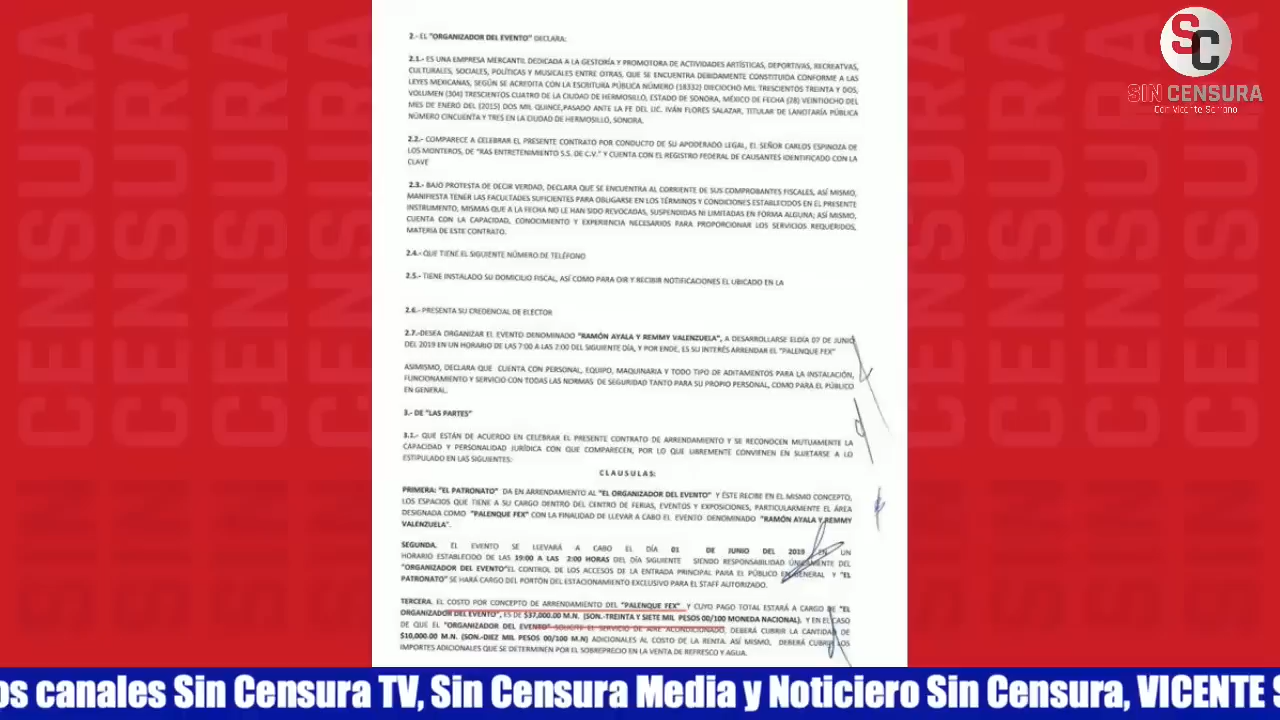 2.- EL "ORGANIZADOR DEL EVENTO" DECLARA:
2.1.- ES UNA EMPRESA MERCANTIL DEDICADA A LA GESTORÍA Y PROMOTORA DE ACTIVIDADES ARTÍSTICAS, DEPORTIVAS, RECREATVAS,
CULTURALES, SOCIALES, POLÍTICAS Y MUSICALES ENTRE OTRAS, QUE SE ENCUENTRA DEBIDAMENTE CONSTITUIDA CONFORME A LAS
LEYES MEXICANAS, SEGÚN SE ACREDITA CON LA ESCRITURA PÚBLICA NÚMERO (18332) DIECIOCHO MIL TRESCIENTOS TREINTA Y DOS,
VOLUMEN (304) TRESCIENTOS CUATRO DE LA CIUDAD DE HERMOSILLO, ESTADO DE SONORA, MÉXICO DE FECHA (28) VEINTIOCHO DEL
MES DE ENERO DEL (2015) DOS MIL QUINCE,PASADO ANTE LA FE DEL LIC. IVÁN FLORES SALAZAR, TITULAR DE LANOTARÍA PÚBLICA
NÚMERO CINCUENTA Y TRES EN LA CIUDAD DE HERMOSILLO, SONORA.
2.2.- COMPARECE A CELEBRAR EL PRESENTE CONTRATO POR CONDUCTO DE SU APODERADO LEGAL, EL SEÑOR CARLOS ESPINOZA DE
LOS MONTEROS, DE "RAS ENTRETENIMIENTO S.S. DE C.V." Y CUENTA CON EL REGISTRO FEDERAL DE CAUSANTES IDENTIFICADO CON LA
CLAVE
2.3.- BAJO PROTESTA DE DECIR VERDAD, DECLARA QUE SE ENCUENTRA AL CORRIENTE DE SUS COMPROBANTES FISCALES, ASÍ MISMO,
MANIFIESTA TENER LAS FACULTADES SUFICIENTES PARA OBLIGARSE EN LOS TÉRMINOS Y CONDICIONES ESTABLECIDOS EN EL PRESENTE
INSTRUMENTO, MISMAS QUE A LA FECHA NO LE HAN SIDO REVOCADAS, SUSPENDIDAS NI LIMITADAS EN FORMA ALGUNA; ASÍ MISMO,
CUENTA CON LA CAPACIDAD, CONOCIMIENTO Y EXPERIENCIA NECESARIOS PARA PROPORCIONAR LOS SERVICIOS REQUERIDOS,
MATERIA DE ESTE CONTRATO.
2.4.- QUE TIENE EL SIGUIENTE NÚMERO DE TELÉFONO
2.5.- TIENE INSTALADO SU DOMICILIO FISCAL, ASÍ COMO PARA OIR Y RECIBIR NOTIFICACIONES EL UBICADO EN LA
2.6.- PRESENTA SU CREDENCIAL DE ELÉCTOR
2.7.-DESEA ORGANIZAR EL EVENTO DENOMINADO "RAMÓN AYALA Y REMMY VALENZUELA", A DESARROLLARSE ELDÍA 07 DE JUNIO
DEL 2019 EN UN HORARIO DE LAS 7:00 A LAS 2:00 DEL SIGUIENTE DÍA, Y POR ENDE, ES SU INTERÉS ARRENDAR EL "PALENQUE FEX"
ASIMISMO, DECLARA QUE CUENTA CON PERSONAL, EQUIPO, MAQUINARIA Y TODO TIPO DE ADITAMENTOS PARA LA INSTALACIÓN,
FUNCIONAMIENTO Y SERVICIO CON TODAS LAS NORMAS DE SEGURIDAD TANTO PARA SU PROPIO PERSONAL, COMO PARA EL PÚBLICO
EN GENERAL.
3.- DE "LAS PARTES"
3.1.- QUE ESTÁN DE ACUERDO EN CELEBRAR EL PRESENTE CONTRATO DE ARRENDAMIENTO Y SE RECONOCEN MUTUAMENTE LA
CAPACIDAD Y PERSONALIDAD JURÍDICA CON QUE COMPARECEN, POR LO QUE LIBREMENTE CONVIENEN EN SUJETARSE A LO
ESTIPULADO EN LAS SIGUIENTES:
CLAUSULAS:
PRIMERA: "EL PATRONATO" DA EN ARRENDAMIENTO AL "EL ORGANIZADOR DEL EVENTO" Y ÉSTE RECIBE EN EL MISMO CONCEPTO,
LOS ESPACIOS QUE TIENE A SU CARGO DENTRO DEL CENTRO DE FERIAS, EVENTOS Y EXPOSICIONES, PARTICULARMENTE EL ÁREA
DESIGNADA COMO "PALENQUE FEX" CON LA FINALIDAD DE LLEVAR A CABO EL EVENTO DENOMINADO "RAMÓN AYALA Y REMMY
VALENZUELA".
SEGUNDA. EL EVENTO SE LLEVARÁ A CABO EL DÍA 01 DE JUNIO DEL 2019 EN UN
HORARIO ESTABLECIDO DE LAS 19:00 A LAS 2:00 HORAS DEL DÍA SIGUIENTE SIENDO RESPONSABILIDAD ÚNICAMENTE DEL
"ORGANIZADOR DEL EVENTO"EL CONTROL DE LOS ACCESOS DE LA ENTRADA PRINCIPAL PARA EL PÚBLICO EN GENERAL Y "EL
PATRONATO" SE HARÁ CARGO DEL PORTÓN DEL ESTACIONAMIENTO EXCLUSIVO PARA EL STAFF AUTORIZADO.
TERCERA. EL COSTO POR CONCEPTO DE ARRENDAMIENTO DEL "PALENQUE FEX" Y CUYO PAGO TOTAL ESTARÁ A CARGO DE "EL
ORGANIZADOR DEL EVENTO", ES DE $37,000.00 M.N. (SON.-TREINTA Y SIETE MIL PESOS 00/100 MONEDA NACIONAL), Y EN EL CASO
DE QUE EL "ORGANIZADOR DEL EVENTO" SOLICITE EL SERVICIO DE AIRE ACONDICIONADO, DEBERÁ CUBRIR LA CANTIDAD DE
$10,000.00 M.N. (SON.-DIEZ MIL PESOS 00/100 M.N) ADICIONALES AL COSTO DE LA RENTA. ASÍ MISMO, DEBERÁ CUBRIR LOS
IMPORTES ADICIONALES QUE SE DETERMINEN POR EL SOBREPRECIO EN LA VENTA DE REFRESCO Y AGUA.
SC
SIN CENSURA
Con Vicente Serrano
os canales Sin Censura TV, Sin Censura Media y Noticiero Sin Censura, VICENTE S